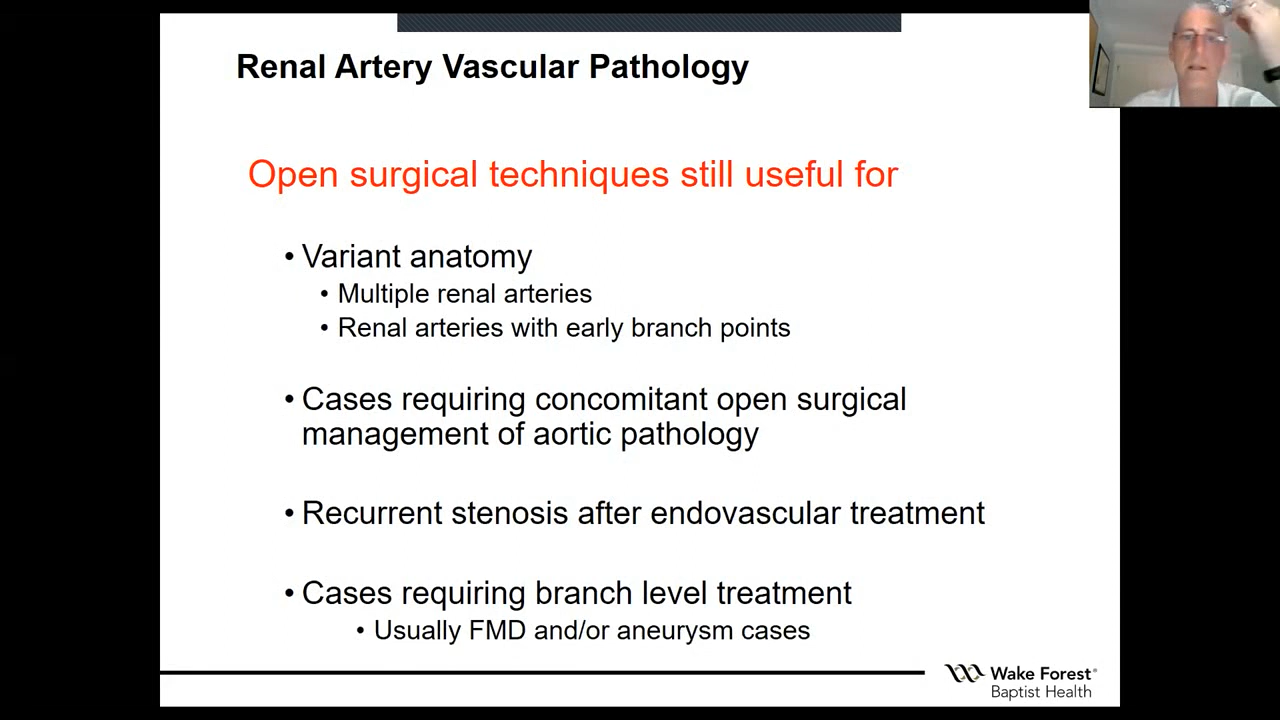 Renal Artery Vascular Pathology
Open surgical techniques still useful for
• Variant anatomy
• Multiple renal arteries
• Renal arteries with early branch points
• Cases requiring concomitant open surgical
management of aortic pathology
• Recurrent stenosis after endovascular treatment
• Cases requiring branch level treatment
• Usually FMD and/or aneurysm cases
Wake Forest®
Baptist Health